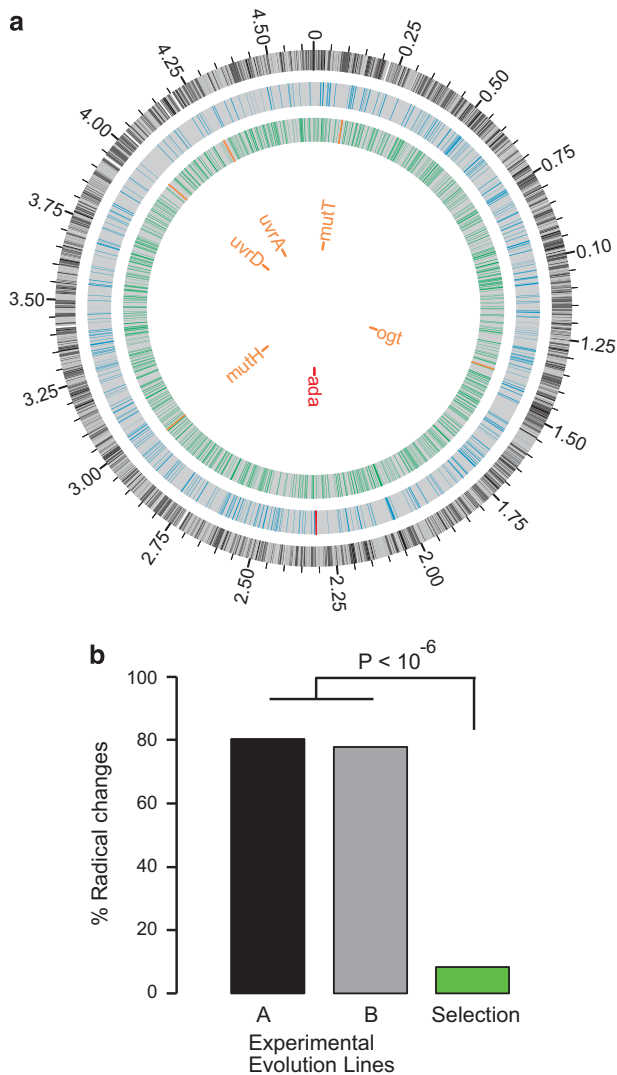 a
0
0.25
0.50
0.75
0.10
1.25
1.50
1.75
2.00
2.25
2.50
2.75
3.00
3.25
3.50
3.75
4.00
4.25
4.50
mutT
uvrA
uvrD
ogt
mutH
ada
b
P < 10-6
% Radical changes
100
80
60
40
20
0
A
B
Selection
Experimental
Evolution Lines